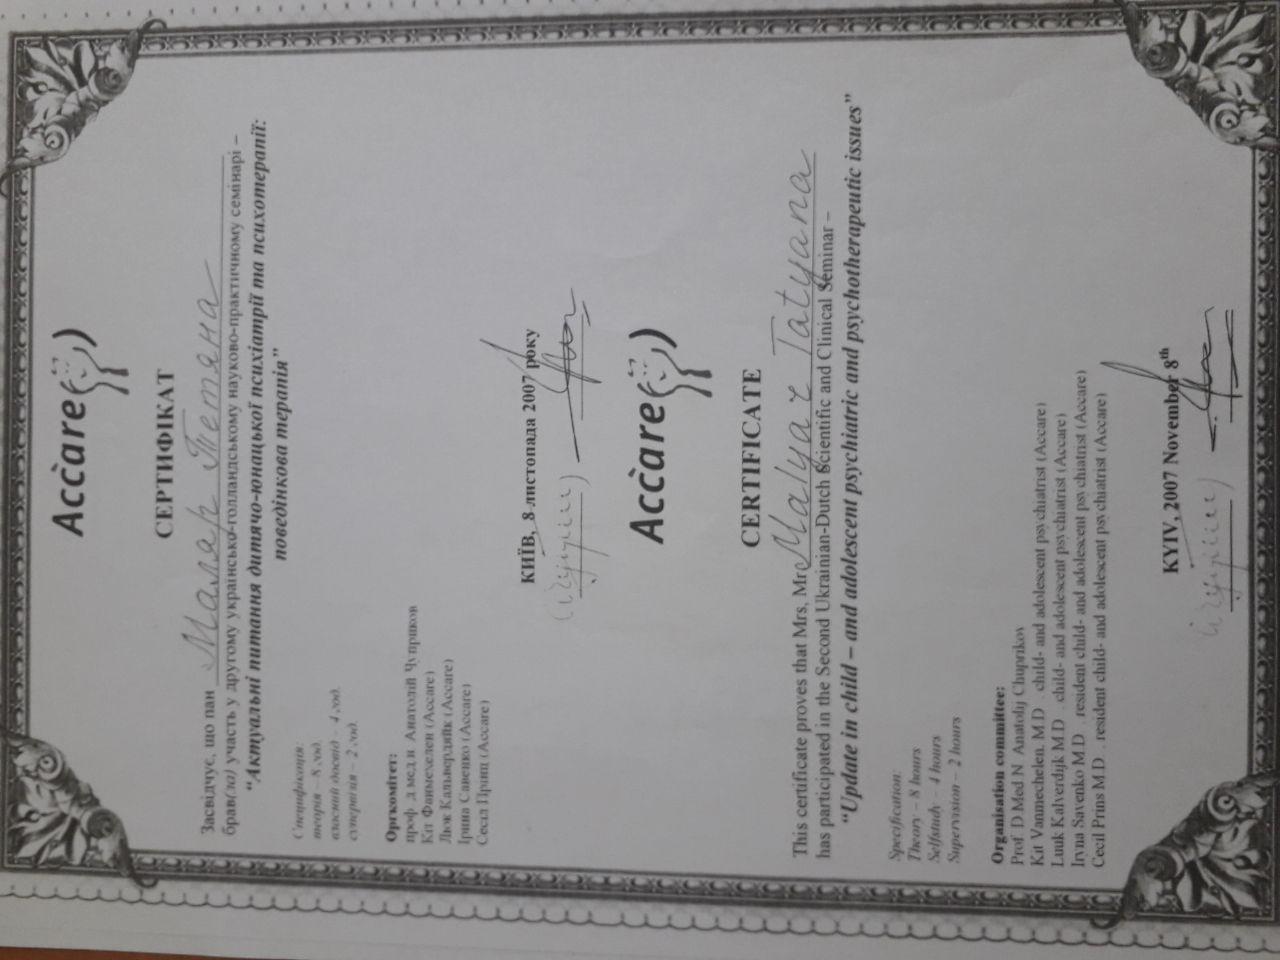 Accare
СЕРТИФІКАТ
Засвідчує, що пан Маляр Тетяна
брав(ла) участь у другому українсько-голландському науково-практичному семінарі –
“Актуальні питання дитячо-юнацької психіатрії та психотерапії:
поведінкова терапія”
Специфікація:
теорія – 8 год.
власний досвід – 4 год.
супервізія – 2 год.
Оргкомітет:
проф. д.мед.н. Анатолій Чуприков
Кіт Фанмехелен (Accare)
Люк Кальвердийк (Accare)
Ірина Савенко (Accare)
Сесіл Прінц (Accare)
КИЇВ, 8 листопада 2007 року
Accare
CERTIFICATE
This certificate proves that Mrs, Mr Malyar Tatyana
has participated in the Second Ukrainian-Dutch Scientific and Clinical Seminar –
“Update in child – and adolescent psychiatric and psychotherapeutic issues”
Specification:
Theory – 8 hours
Selfstudy – 4 hours
Supervision – 2 hours
Organisation committee:
Prof. D.Med.N. Anatolij Chuprikov
Kit Vanmechelen, M.D., child- and adolescent psychiatrist (Accare)
Luuk Kalverdijk M.D., child- and adolescent psychiatrist (Accare)
Iryna Savenko M.D., resident child- and adolescent psychiatrist (Accare)
Cecil Prins M.D., resident child- and adolescent psychiatrist (Accare)
KYIV, 2007 November 8th